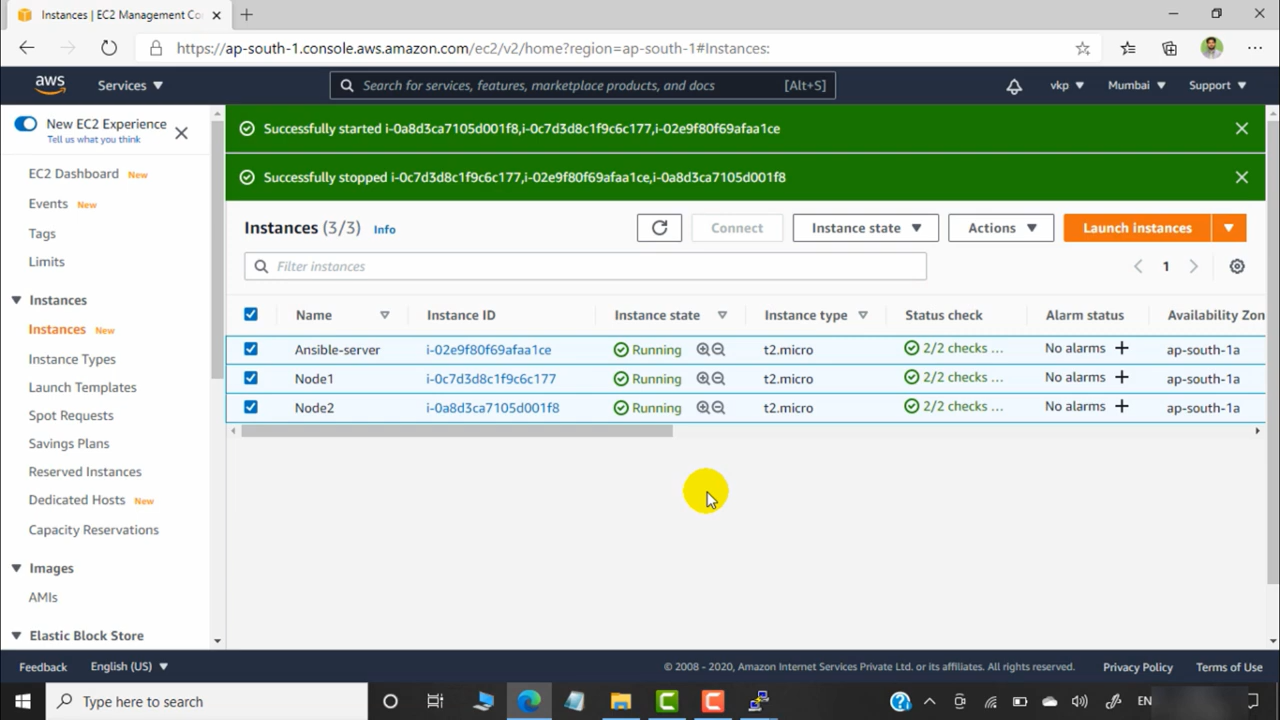 Instances | EC2 Management Co
https://ap-south-1.console.aws.amazon.com/ec2/v2/home?region=ap-south-1#Instances:
aws Services Search for services, features, marketplace products, and docs [Alt+S] vkp Mumbai Support
New EC2 Experience
Tell us what you think
EC2 Dashboard New
Events New
Tags
Limits
Instances
Instances New
Instance Types
Launch Templates
Spot Requests
Savings Plans
Reserved Instances
Dedicated Hosts New
Capacity Reservations
Images
AMIs
Elastic Block Store
Successfully started i-0a8d3ca7105d001f8,i-0c7d3d8c1f9c6c177,i-02e9f80f69afaa1ce
Successfully stopped i-0c7d3d8c1f9c6c177,i-02e9f80f69afaa1ce,i-0a8d3ca7105d001f8
Instances (3/3) Info Connect Instance state Actions Launch instances
Filter instances 1
Name Instance ID Instance state Instance type Status check Alarm status Availability Zon
Ansible-server i-02e9f80f69afaa1ce Running t2.micro 2/2 checks ... No alarms + ap-south-1a
Node1 i-0c7d3d8c1f9c6c177 Running t2.micro 2/2 checks ... No alarms + ap-south-1a
Node2 i-0a8d3ca7105d001f8 Running t2.micro 2/2 checks ... No alarms + ap-south-1a
Feedback English (US) © 2008 - 2020, Amazon Internet Services Private Ltd. or its affiliates. All rights reserved. Privacy Policy Terms of Use
Type here to search ENG